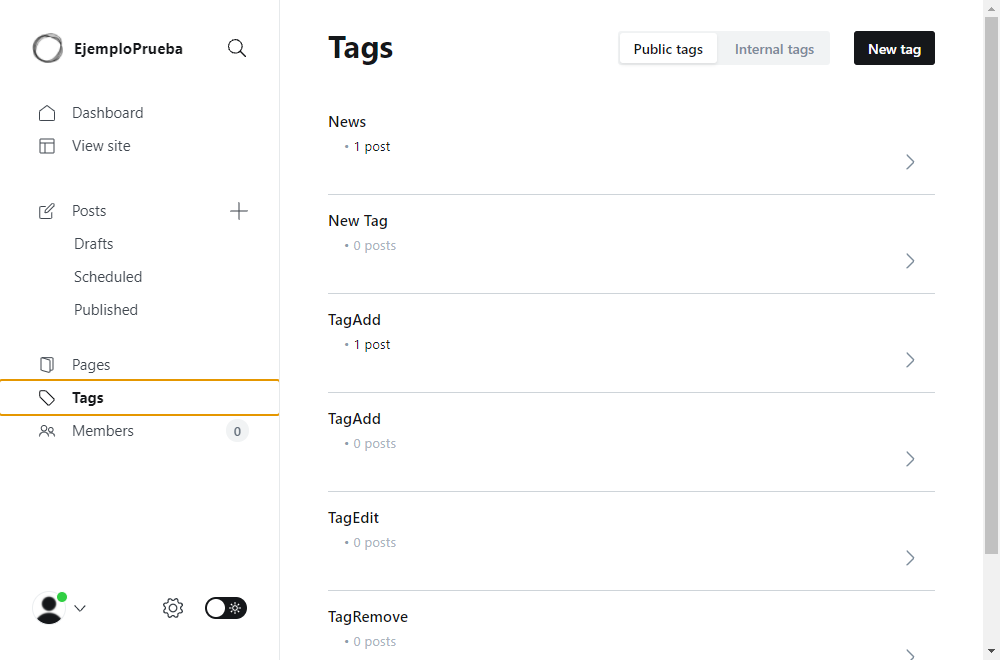 EjemploPrueba
Dashboard
View site
Posts
Drafts
Scheduled
Published
Pages
Tags
Members
0
Tags
Public tags
Internal tags
New tag
News
• 1 post
New Tag
• 0 posts
TagAdd
• 1 post
TagAdd
• 0 posts
TagEdit
• 0 posts
TagRemove
• 0 posts